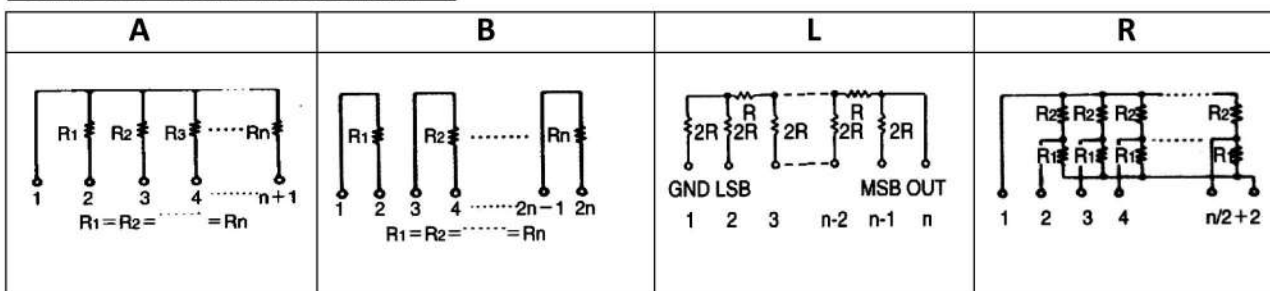 A B L R
R1 R2 R3 ······ Rn
1 2 3 4 ······ n+1
R1=R2= ······ =Rn
R1 R2 ······ Rn
1 2 3 4 ······ 2n-1 2n
R1=R2=······=Rn
R R
2R 2R 2R 2R 2R
GND LSB MSB OUT
1 2 3 n-2 n-1 n
R2 R2 R2 R2
R1 R1 R1 R1
1 2 3 4 n/2+2